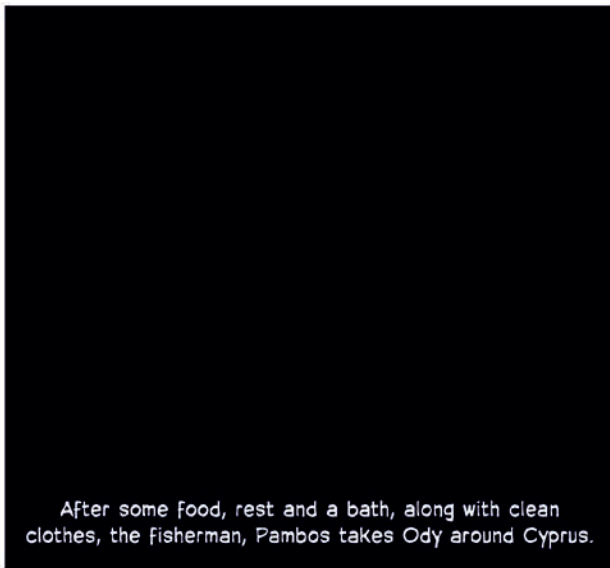 After some food, rest and a bath, along with clean
clothes, the fisherman, Pambos takes Ody around Cyprus.